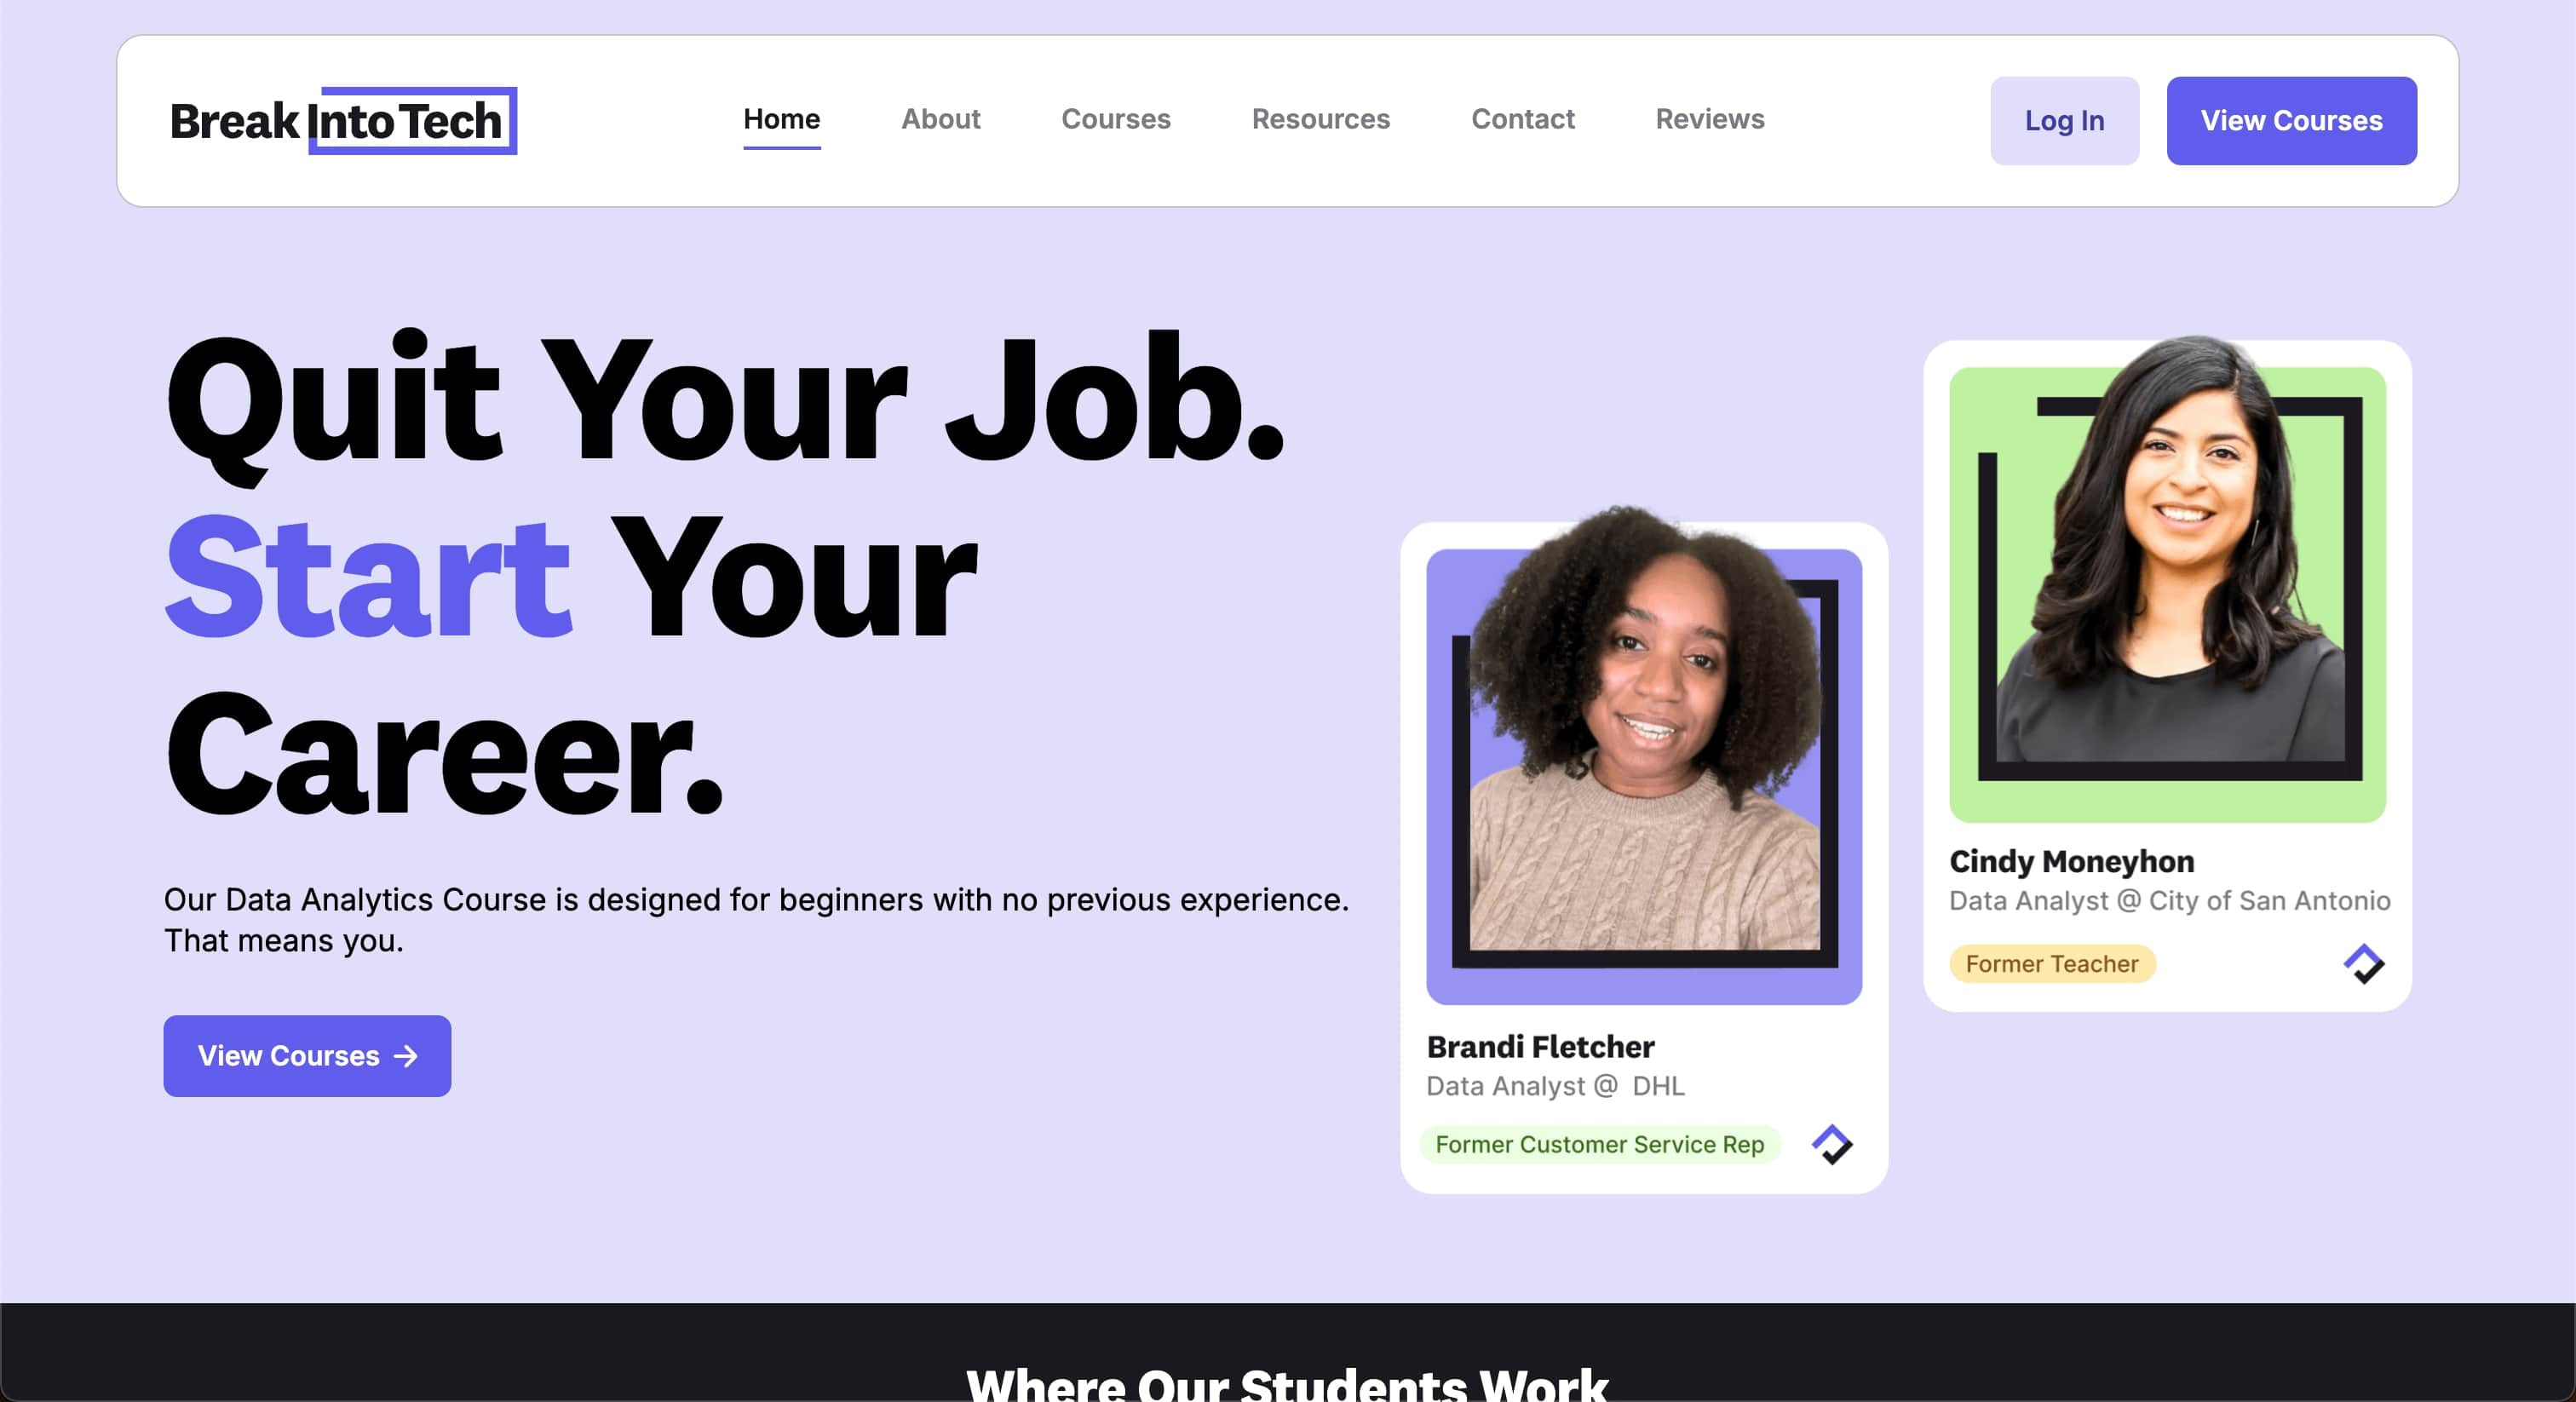 Break Into Tech
Home
About
Courses
Resources
Contact
Reviews
Log In
View Courses
Quit Your Job.
Start Your
Career.
Our Data Analytics Course is designed for beginners with no previous experience.
That means you.
View Courses →
Brandi Fletcher
Data Analyst @ DHL
Former Customer Service Rep
Cindy Moneyhon
Data Analyst @ City of San Antonio
Former Teacher
Where Our Students Work